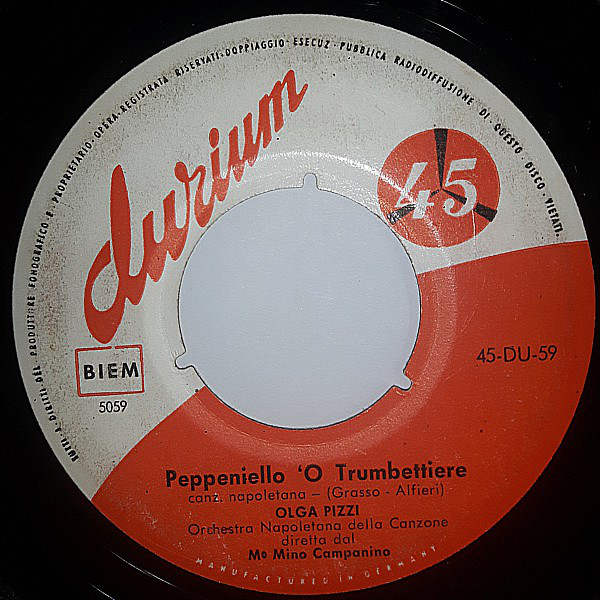 TUTTI I DIRITTI DEL PRODUTTORE FONOGRAFICO E PROPRIETARIO OPERA REGISTRATA RISERVATI·DOPPIAGGIO·ESECUZ·PUBBLICA RADIODIFFUSIONE DI QUESTO DISCO VIETATI.
durium
45
BIEM
5059
45-DU-59
Peppeniello 'O Trumbettiere
canz. napoletana – (Grasso - Alfieri)
OLGA PIZZI
Orchestra Napoletana della Canzone
diretta dal
Mo Mino Campanino
MANUFACTURED IN GERMANY